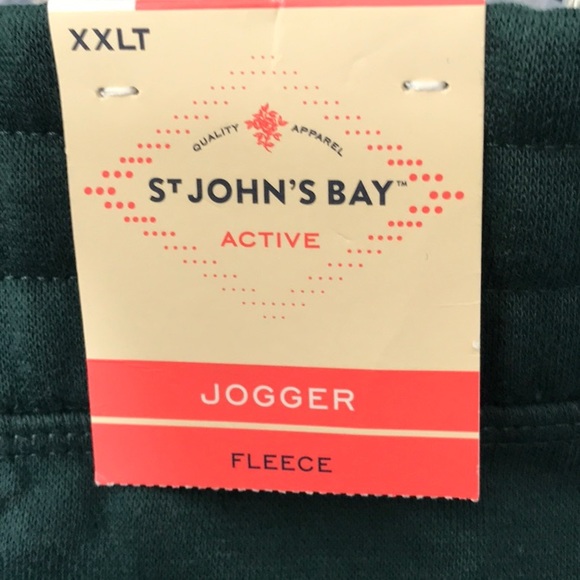 XXLT
QUALITY APPAREL
ST JOHN'S BAY™
ACTIVE
JOGGER
FLEECE